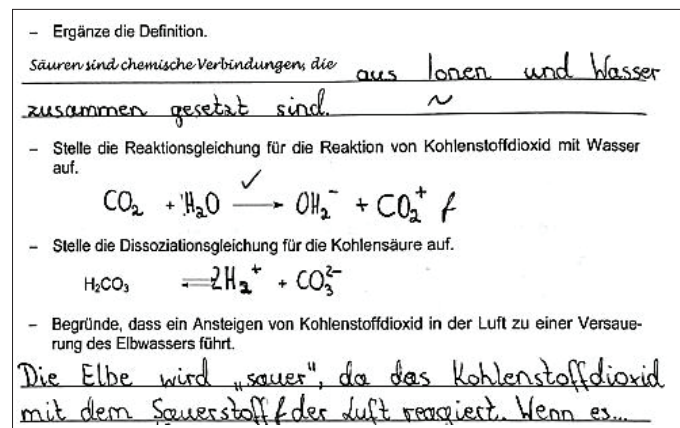 – Ergänze die Definition.
Säuren sind chemische Verbindungen, die aus Ionen und Wasser
zusammen gesetzt sind. ~
– Stelle die Reaktionsgleichung für die Reaktion von Kohlenstoffdioxid mit Wasser
auf.
CO₂ + H₂O ⟶ ✓ OH₂⁻ + CO₂⁺ f
– Stelle die Dissoziationsgleichung für die Kohlensäure auf.
H₂CO₃ ⇌ 2H₂⁺ + CO₃²⁻
– Begründe, dass ein Ansteigen von Kohlenstoffdioxid in der Luft zu einer Versaue-
rung des Elbwassers führt.
Die Elbe wird „sauer", da das Kohlenstoffdioxid
mit dem Sauerstoff f der Luft reagiert. Wenn es...